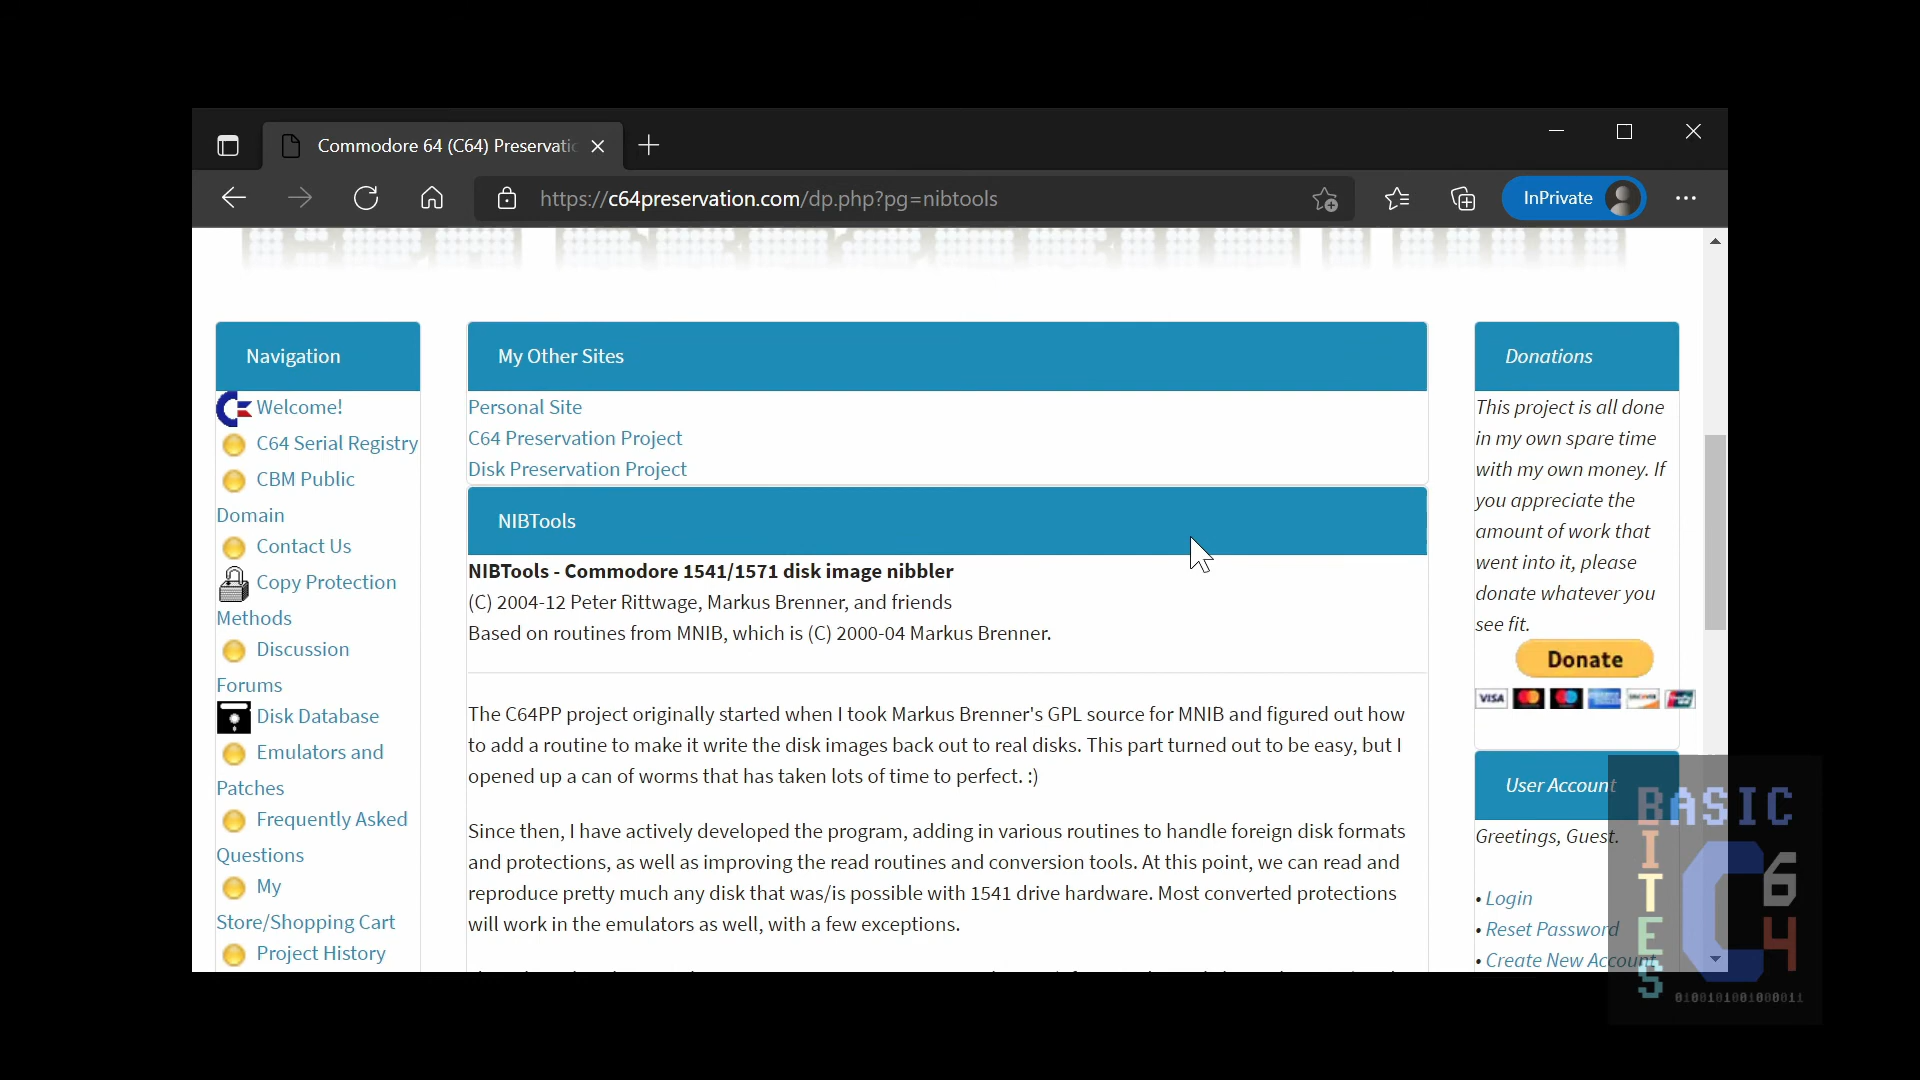 Commodore 64 (C64) Preservatio
https://c64preservation.com/dp.php?pg=nibtools
InPrivate
Navigation
Welcome!
C64 Serial Registry
CBM Public
Domain
Contact Us
Copy Protection
Methods
Discussion
Forums
Disk Database
Emulators and
Patches
Frequently Asked
Questions
My
Store/Shopping Cart
Project History
My Other Sites
Personal Site
C64 Preservation Project
Disk Preservation Project
NIBTools
NIBTools - Commodore 1541/1571 disk image nibbler
(C) 2004-12 Peter Rittwage, Markus Brenner, and friends
Based on routines from MNIB, which is (C) 2000-04 Markus Brenner.
The C64PP project originally started when I took Markus Brenner's GPL source for MNIB and figured out how
to add a routine to make it write the disk images back out to real disks. This part turned out to be easy, but I
opened up a can of worms that has taken lots of time to perfect. :)
Since then, I have actively developed the program, adding in various routines to handle foreign disk formats
and protections, as well as improving the read routines and conversion tools. At this point, we can read and
reproduce pretty much any disk that was/is possible with 1541 drive hardware. Most converted protections
will work in the emulators as well, with a few exceptions.
Donations
This project is all done
in my own spare time
with my own money. If
you appreciate the
amount of work that
went into it, please
donate whatever you
see fit.
Donate
VISA
User Account
Greetings, Guest.
• Login
• Reset Password
• Create New Account
BASIC
BITES
C64
0100101001000011